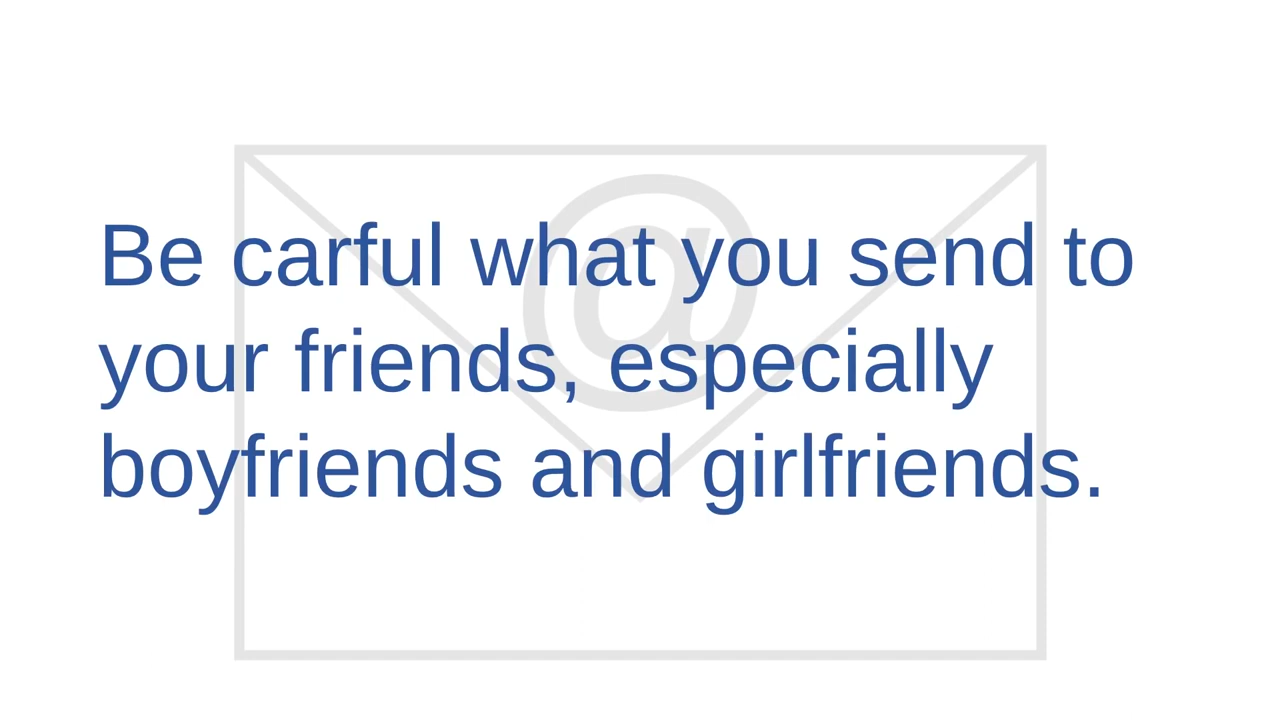 Be carful what you send to
your friends, especially
boyfriends and girlfriends.
@